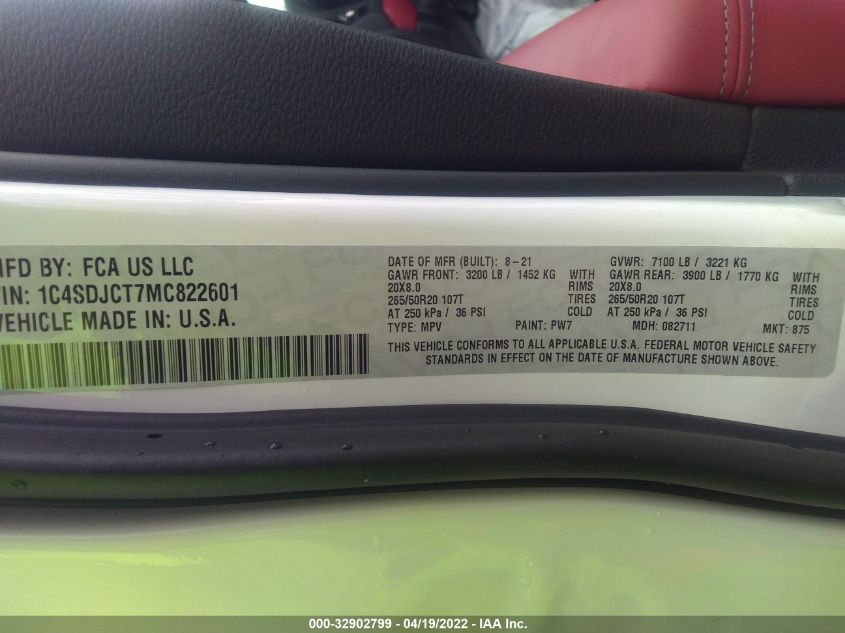 MFD BY: FCA US LLC
VIN: 1C4SDJCT7MC822601
VEHICLE MADE IN: U.S.A.
DATE OF MFR (BUILT): 8-21 GVWR: 7100 LB / 3221 KG
GAWR FRONT: 3200 LB / 1452 KG WITH GAWR REAR: 3900 LB / 1770 KG WITH
20X8.0 RIMS 20X8.0 RIMS
265/50R20 107T TIRES 265/50R20 107T TIRES
AT 250 kPa / 36 PSI COLD AT 250 kPa / 36 PSI COLD
TYPE: MPV PAINT: PW7 MDH: 082711 MKT: 875
THIS VEHICLE CONFORMS TO ALL APPLICABLE U.S.A. FEDERAL MOTOR VEHICLE SAFETY
STANDARDS IN EFFECT ON THE DATE OF MANUFACTURE SHOWN ABOVE.
000-32902799 - 04/19/2022 - IAA Inc.